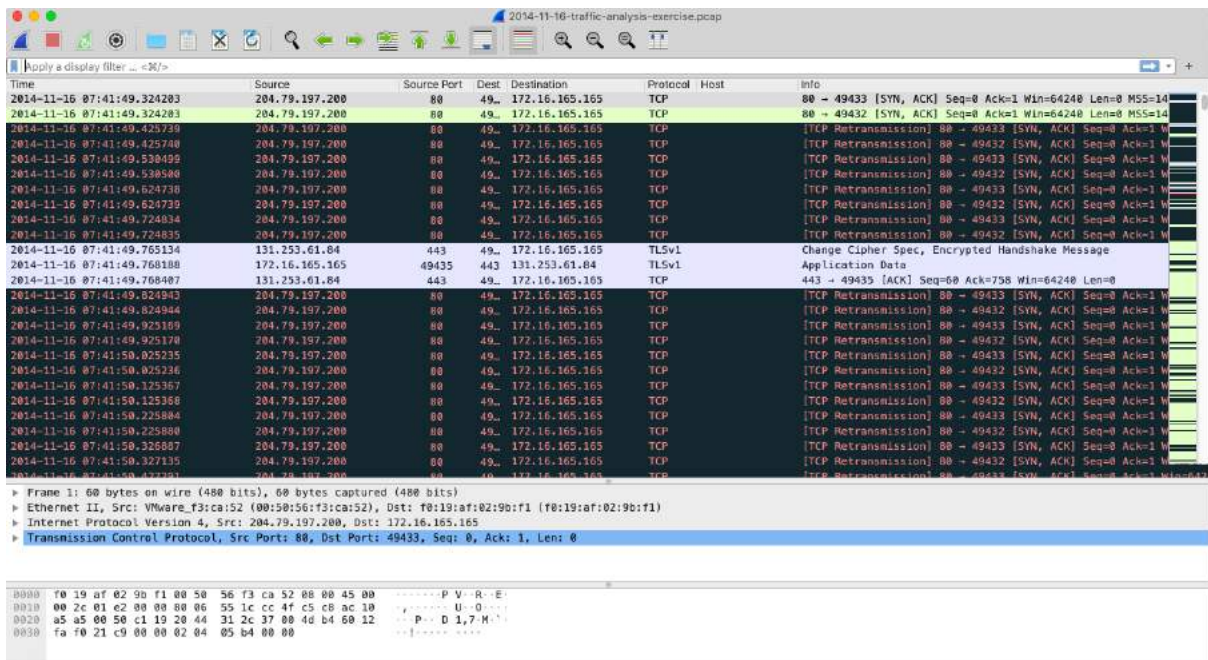 2014-11-16-traffic-analysis-exercise.pcap
Apply a display filter ... <⌘/>
Time Source Source Port Dest Destination Protocol Host Info
2014-11-16 07:41:49.324203 204.79.197.200 80 49… 172.16.165.165 TCP 80 → 49433 [SYN, ACK] Seq=0 Ack=1 Win=64240 Len=0 MSS=14
2014-11-16 07:41:49.324203 204.79.197.200 80 49… 172.16.165.165 TCP 80 → 49432 [SYN, ACK] Seq=0 Ack=1 Win=64240 Len=0 MSS=14
2014-11-16 07:41:49.425739 204.79.197.200 80 49… 172.16.165.165 TCP [TCP Retransmission] 80 → 49433 [SYN, ACK] Seq=0 Ack=1 W
2014-11-16 07:41:49.425740 204.79.197.200 80 49… 172.16.165.165 TCP [TCP Retransmission] 80 → 49432 [SYN, ACK] Seq=0 Ack=1 W
2014-11-16 07:41:49.530499 204.79.197.200 80 49… 172.16.165.165 TCP [TCP Retransmission] 80 → 49433 [SYN, ACK] Seq=0 Ack=1 W
2014-11-16 07:41:49.530500 204.79.197.200 80 49… 172.16.165.165 TCP [TCP Retransmission] 80 → 49432 [SYN, ACK] Seq=0 Ack=1 W
2014-11-16 07:41:49.624738 204.79.197.200 80 49… 172.16.165.165 TCP [TCP Retransmission] 80 → 49433 [SYN, ACK] Seq=0 Ack=1 W
2014-11-16 07:41:49.624739 204.79.197.200 80 49… 172.16.165.165 TCP [TCP Retransmission] 80 → 49432 [SYN, ACK] Seq=0 Ack=1 W
2014-11-16 07:41:49.724834 204.79.197.200 80 49… 172.16.165.165 TCP [TCP Retransmission] 80 → 49433 [SYN, ACK] Seq=0 Ack=1 W
2014-11-16 07:41:49.724835 204.79.197.200 80 49… 172.16.165.165 TCP [TCP Retransmission] 80 → 49432 [SYN, ACK] Seq=0 Ack=1 W
2014-11-16 07:41:49.765134 131.253.61.84 443 49… 172.16.165.165 TLSv1 Change Cipher Spec, Encrypted Handshake Message
2014-11-16 07:41:49.768188 172.16.165.165 49435 443 131.253.61.84 TLSv1 Application Data
2014-11-16 07:41:49.768407 131.253.61.84 443 49… 172.16.165.165 TCP 443 → 49435 [ACK] Seq=60 Ack=758 Win=64240 Len=0
2014-11-16 07:41:49.824943 204.79.197.200 80 49… 172.16.165.165 TCP [TCP Retransmission] 80 → 49433 [SYN, ACK] Seq=0 Ack=1 W
2014-11-16 07:41:49.824944 204.79.197.200 80 49… 172.16.165.165 TCP [TCP Retransmission] 80 → 49432 [SYN, ACK] Seq=0 Ack=1 W
2014-11-16 07:41:49.925169 204.79.197.200 80 49… 172.16.165.165 TCP [TCP Retransmission] 80 → 49433 [SYN, ACK] Seq=0 Ack=1 W
2014-11-16 07:41:49.925170 204.79.197.200 80 49… 172.16.165.165 TCP [TCP Retransmission] 80 → 49432 [SYN, ACK] Seq=0 Ack=1 W
2014-11-16 07:41:50.025235 204.79.197.200 80 49… 172.16.165.165 TCP [TCP Retransmission] 80 → 49433 [SYN, ACK] Seq=0 Ack=1 W
2014-11-16 07:41:50.025236 204.79.197.200 80 49… 172.16.165.165 TCP [TCP Retransmission] 80 → 49432 [SYN, ACK] Seq=0 Ack=1 W
2014-11-16 07:41:50.125367 204.79.197.200 80 49… 172.16.165.165 TCP [TCP Retransmission] 80 → 49433 [SYN, ACK] Seq=0 Ack=1 W
2014-11-16 07:41:50.125368 204.79.197.200 80 49… 172.16.165.165 TCP [TCP Retransmission] 80 → 49432 [SYN, ACK] Seq=0 Ack=1 W
2014-11-16 07:41:50.225804 204.79.197.200 80 49… 172.16.165.165 TCP [TCP Retransmission] 80 → 49433 [SYN, ACK] Seq=0 Ack=1 W
2014-11-16 07:41:50.225880 204.79.197.200 80 49… 172.16.165.165 TCP [TCP Retransmission] 80 → 49432 [SYN, ACK] Seq=0 Ack=1 W
2014-11-16 07:41:50.326887 204.79.197.200 80 49… 172.16.165.165 TCP [TCP Retransmission] 80 → 49433 [SYN, ACK] Seq=0 Ack=1 W
2014-11-16 07:41:50.327135 204.79.197.200 80 49… 172.16.165.165 TCP [TCP Retransmission] 80 → 49432 [SYN, ACK] Seq=0 Ack=1 W
Frame 1: 60 bytes on wire (480 bits), 60 bytes captured (480 bits)
Ethernet II, Src: VMware_f3:ca:52 (00:50:56:f3:ca:52), Dst: f0:19:af:02:9b:f1 (f0:19:af:02:9b:f1)
Internet Protocol Version 4, Src: 204.79.197.200, Dst: 172.16.165.165
Transmission Control Protocol, Src Port: 80, Dst Port: 49433, Seq: 0, Ack: 1, Len: 0
0000 f0 19 af 02 9b f1 00 50 56 f3 ca 52 08 00 45 00 ·······P V··R··E·
0010 00 2c 01 e2 00 00 80 06 55 1c cc 4f c5 c8 ac 10 ·,······ U··O····
0020 a5 a5 00 50 c1 19 20 44 31 2c 37 00 4d b4 60 12 ···P·· D 1,7·M·`·
0030 fa f0 21 c9 00 00 02 04 05 b4 00 00 ··!····· ····